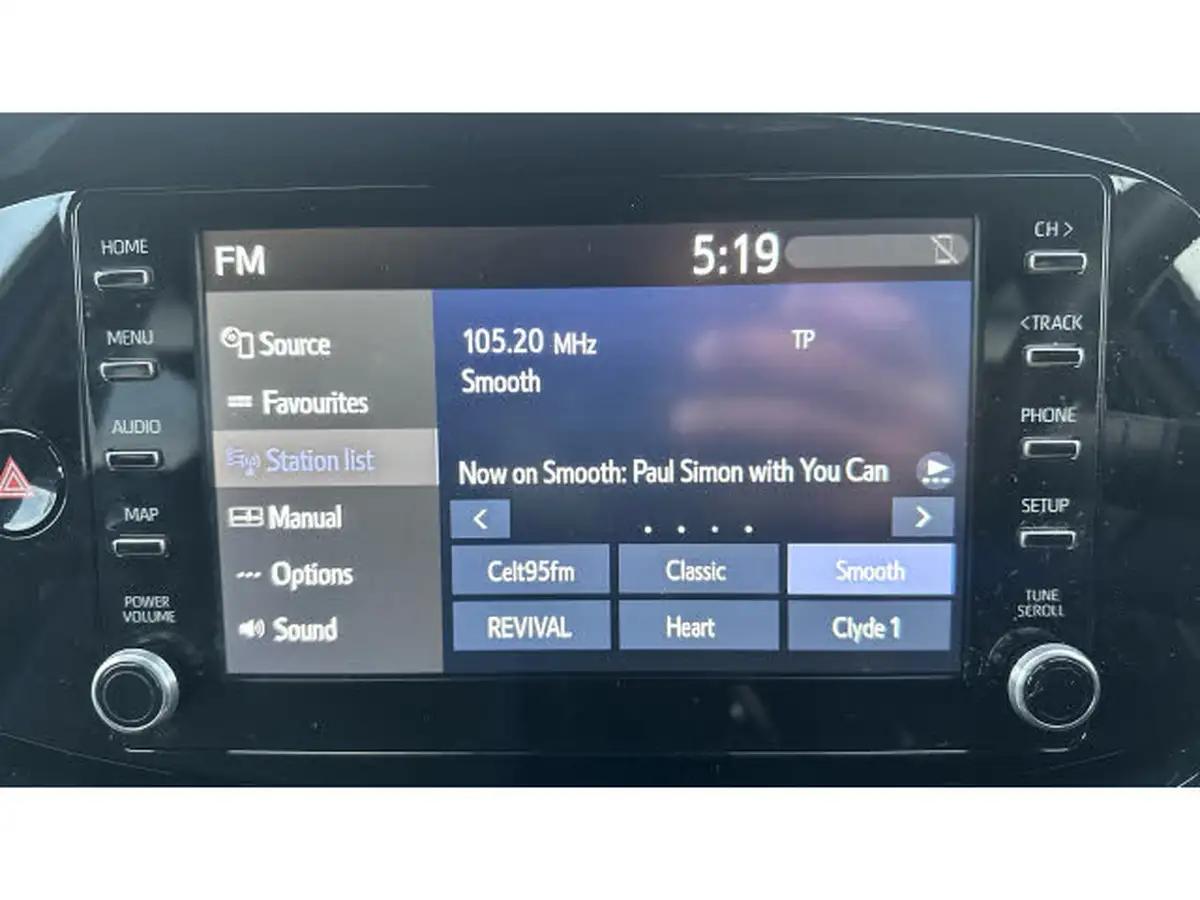 HOME
MENU
AUDIO
MAP
POWER
VOLUME
FM
5:19
Source
Favourites
Station list
Manual
Options
Sound
105.20 MHz
TP
Smooth
Now on Smooth: Paul Simon with You Can
<
>
Celt95fm
Classic
Smooth
REVIVAL
Heart
Clyde 1
CH >
<TRACK
PHONE
SETUP
TUNE
SCROLL